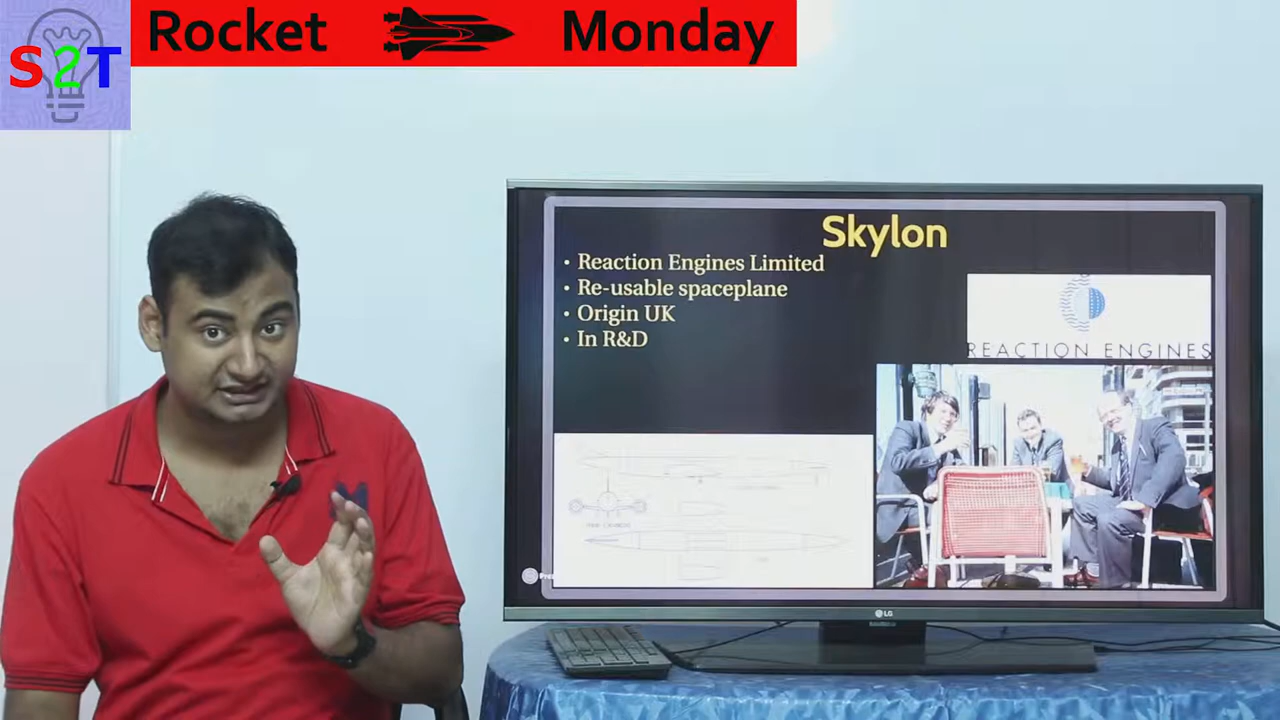 Rocket Monday
S2T
Skylon
• Reaction Engines Limited
• Re-usable spaceplane
• Origin UK
• In R&D
REACTION ENGINES
LG